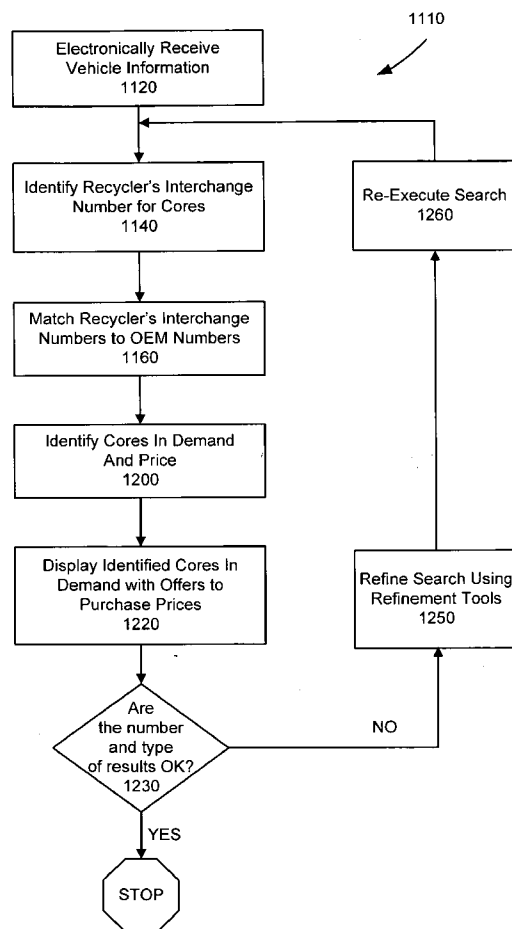 1110
Electronically Receive
Vehicle Information
1120
Identify Recycler's Interchange
Number for Cores
1140
Re-Execute Search
1260
Match Recycler's Interchange
Numbers to OEM Numbers
1160
Identify Cores In Demand
And Price
1200
Display Identified Cores In
Demand with Offers to
Purchase Prices
1220
Refine Search Using
Refinement Tools
1250
Are
the number
and type
of results OK?
1230
NO
YES
STOP